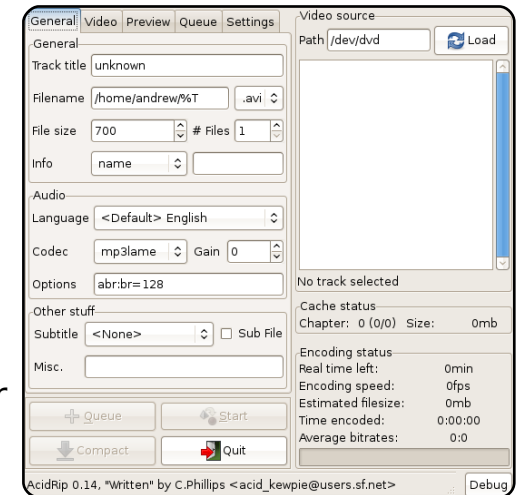 General Video Preview Queue Settings
General
Track title unknown
Filename /home/andrew/%T .avi
File size 700 # Files 1
Info name
Audio
Language <Default> English
Codec mp3lame Gain 0
Options abr:br=128
Other stuff
Subtitle <None> Sub File
Misc.
Queue Start
Compact Quit
Video source
Path /dev/dvd Load
No track selected
Cache status
Chapter: 0 (0/0) Size: 0mb
Encoding status
Real time left: 0min
Encoding speed: 0fps
Estimated filesize: 0mb
Time encoded: 0:00:00
Average bitrates: 0:0
AcidRip 0.14, "Written" by C.Phillips <acid_kewpie@users.sf.net> Debug